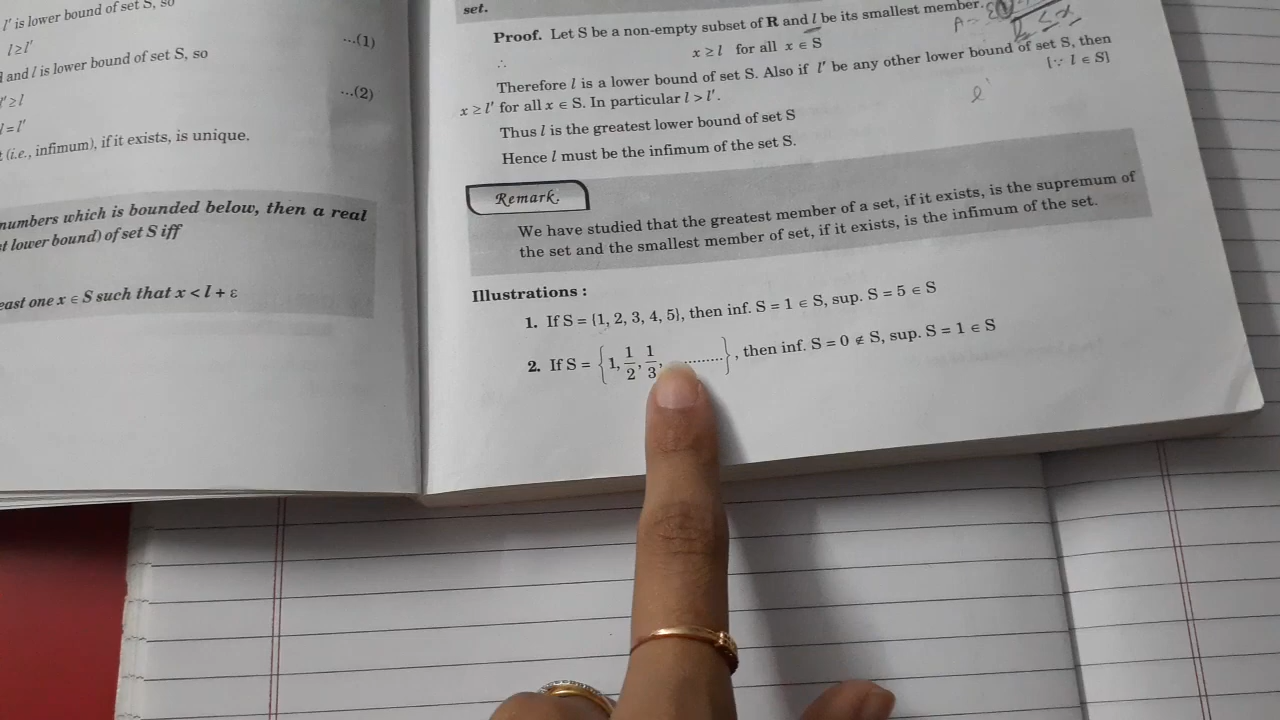 l′ is lower bound of set S, so
l ≥ l′ ...(1)
and l is lower bound of set S, so
l′ ≥ l ...(2)
l = l′
(i.e., infimum), if it exists, is unique.
numbers which is bounded below, then a real
lower bound) of set S iff
one x ∈ S such that x < l + ε
set.
Proof. Let S be a non-empty subset of R and l be its smallest member.
∴ x ≥ l for all x ∈ S
Therefore l is a lower bound of set S. Also if l′ be any other lower bound of set S, then
x ≥ l′ for all x ∈ S. In particular l > l′. [∵ l ∈ S]
Thus l is the greatest lower bound of set S
Hence l must be the infimum of the set S.
Remark.
We have studied that the greatest member of a set, if it exists, is the supremum of
the set and the smallest member of set, if it exists, is the infimum of the set.
Illustrations :
1. If S = {1, 2, 3, 4, 5}, then inf. S = 1 ∈ S, sup. S = 5 ∈ S
2. If S = {1, 1/2, 1/3, ..........}, then inf. S = 0 ∉ S, sup. S = 1 ∈ S